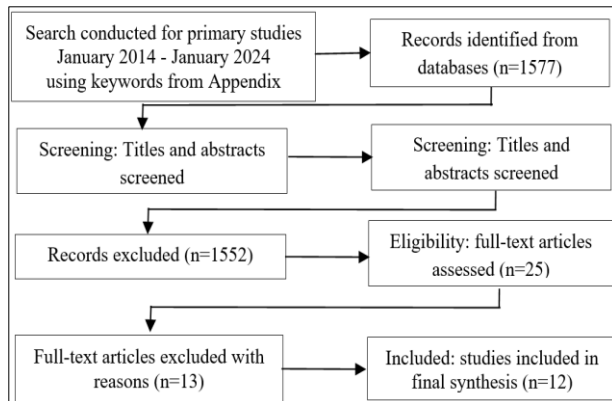 Search conducted for primary studies
January 2014 - January 2024
using keywords from Appendix
Records identified from
databases (n=1577)
Screening: Titles and abstracts
screened
Screening: Titles and
abstracts screened
Records excluded (n=1552)
Eligibility: full-text articles
assessed (n=25)
Full-text articles excluded with
reasons (n=13)
Included: studies included in
final synthesis (n=12)